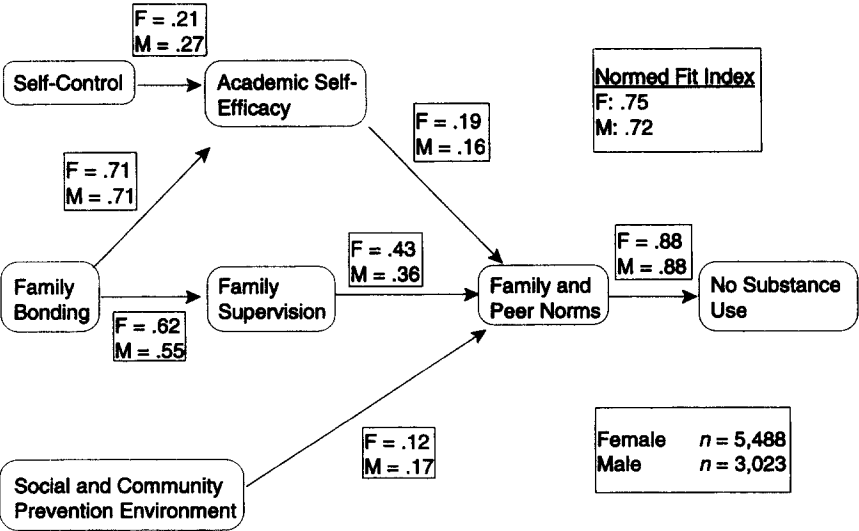 F = .21
M = .27
Self-Control
Academic Self-
Efficacy
Normed Fit Index
F: .75
M: .72
F = .19
M = .16
F = .71
M = .71
F = .43
M = .36
F = .88
M = .88
Family
Bonding
Family
Supervision
Family and
Peer Norms
No Substance
Use
F = .62
M = .55
F = .12
M = .17
Female n = 5,488
Male n = 3,023
Social and Community
Prevention Environment